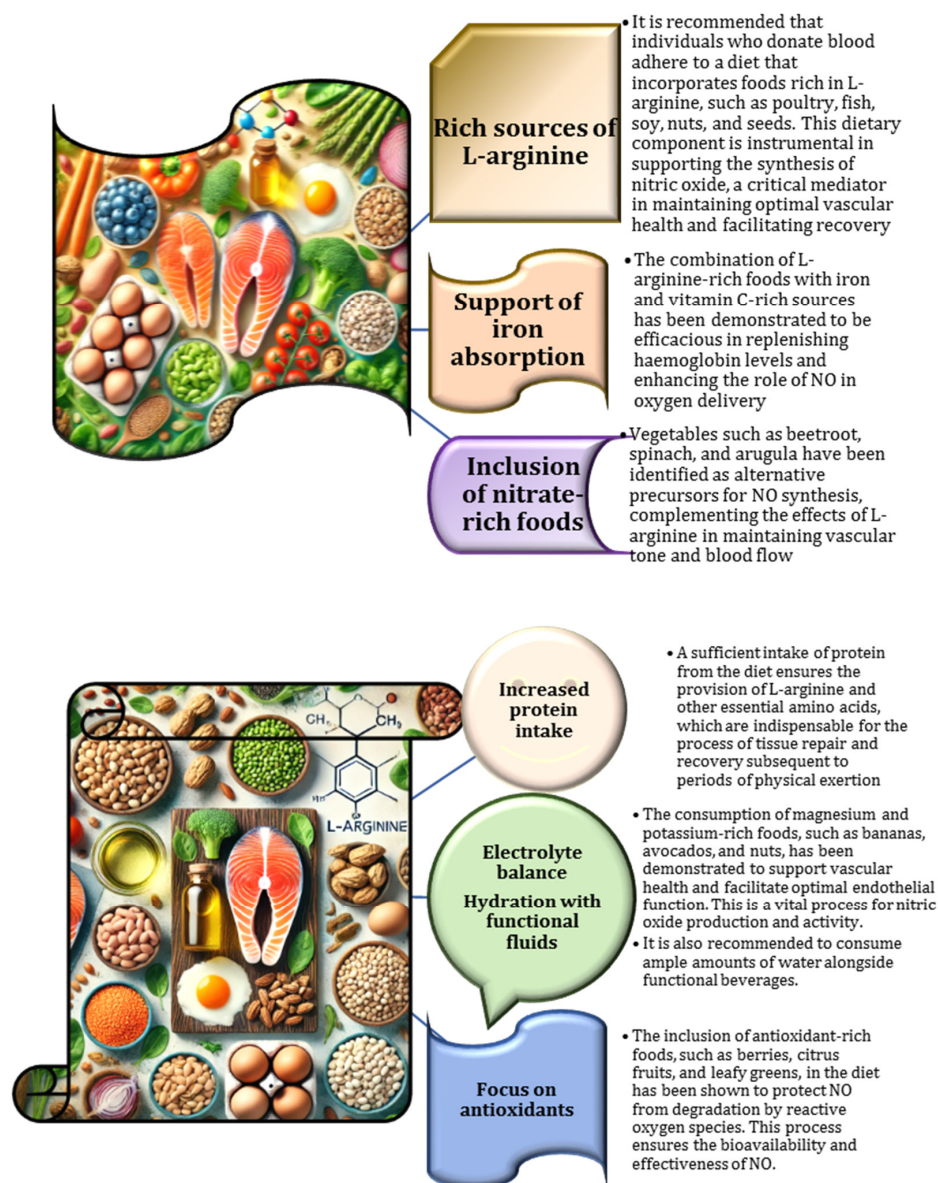 Rich sources of
L-arginine
• It is recommended that
individuals who donate blood
adhere to a diet that
incorporates foods rich in L-
arginine, such as poultry, fish,
soy, nuts, and seeds. This dietary
component is instrumental in
supporting the synthesis of
nitric oxide, a critical mediator
in maintaining optimal vascular
health and facilitating recovery
Support of
iron
absorption
• The combination of L-
arginine-rich foods with iron
and vitamin C-rich sources
has been demonstrated to be
efficacious in replenishing
haemoglobin levels and
enhancing the role of NO in
oxygen delivery
Inclusion
of nitrate-
rich foods
• Vegetables such as beetroot,
spinach, and arugula have been
identified as alternative
precursors for NO synthesis,
complementing the effects of L-
arginine in maintaining vascular
tone and blood flow
CH₃
CH₃
L-ARGININE
Increased
protein
intake
• A sufficient intake of protein
from the diet ensures the
provision of L-arginine and
other essential amino acids,
which are indispensable for the
process of tissue repair and
recovery subsequent to
periods of physical exertion
Electrolyte
balance
Hydration with
functional
fluids
• The consumption of magnesium and
potassium-rich foods, such as bananas,
avocados, and nuts, has been
demonstrated to support vascular
health and facilitate optimal endothelial
function. This is a vital process for nitric
oxide production and activity.
• It is also recommended to consume
ample amounts of water alongside
functional beverages.
Focus on
antioxidants
• The inclusion of antioxidant-rich
foods, such as berries, citrus
fruits, and leafy greens, in the diet
has been shown to protect NO
from degradation by reactive
oxygen species. This process
ensures the bioavailability and
effectiveness of NO.